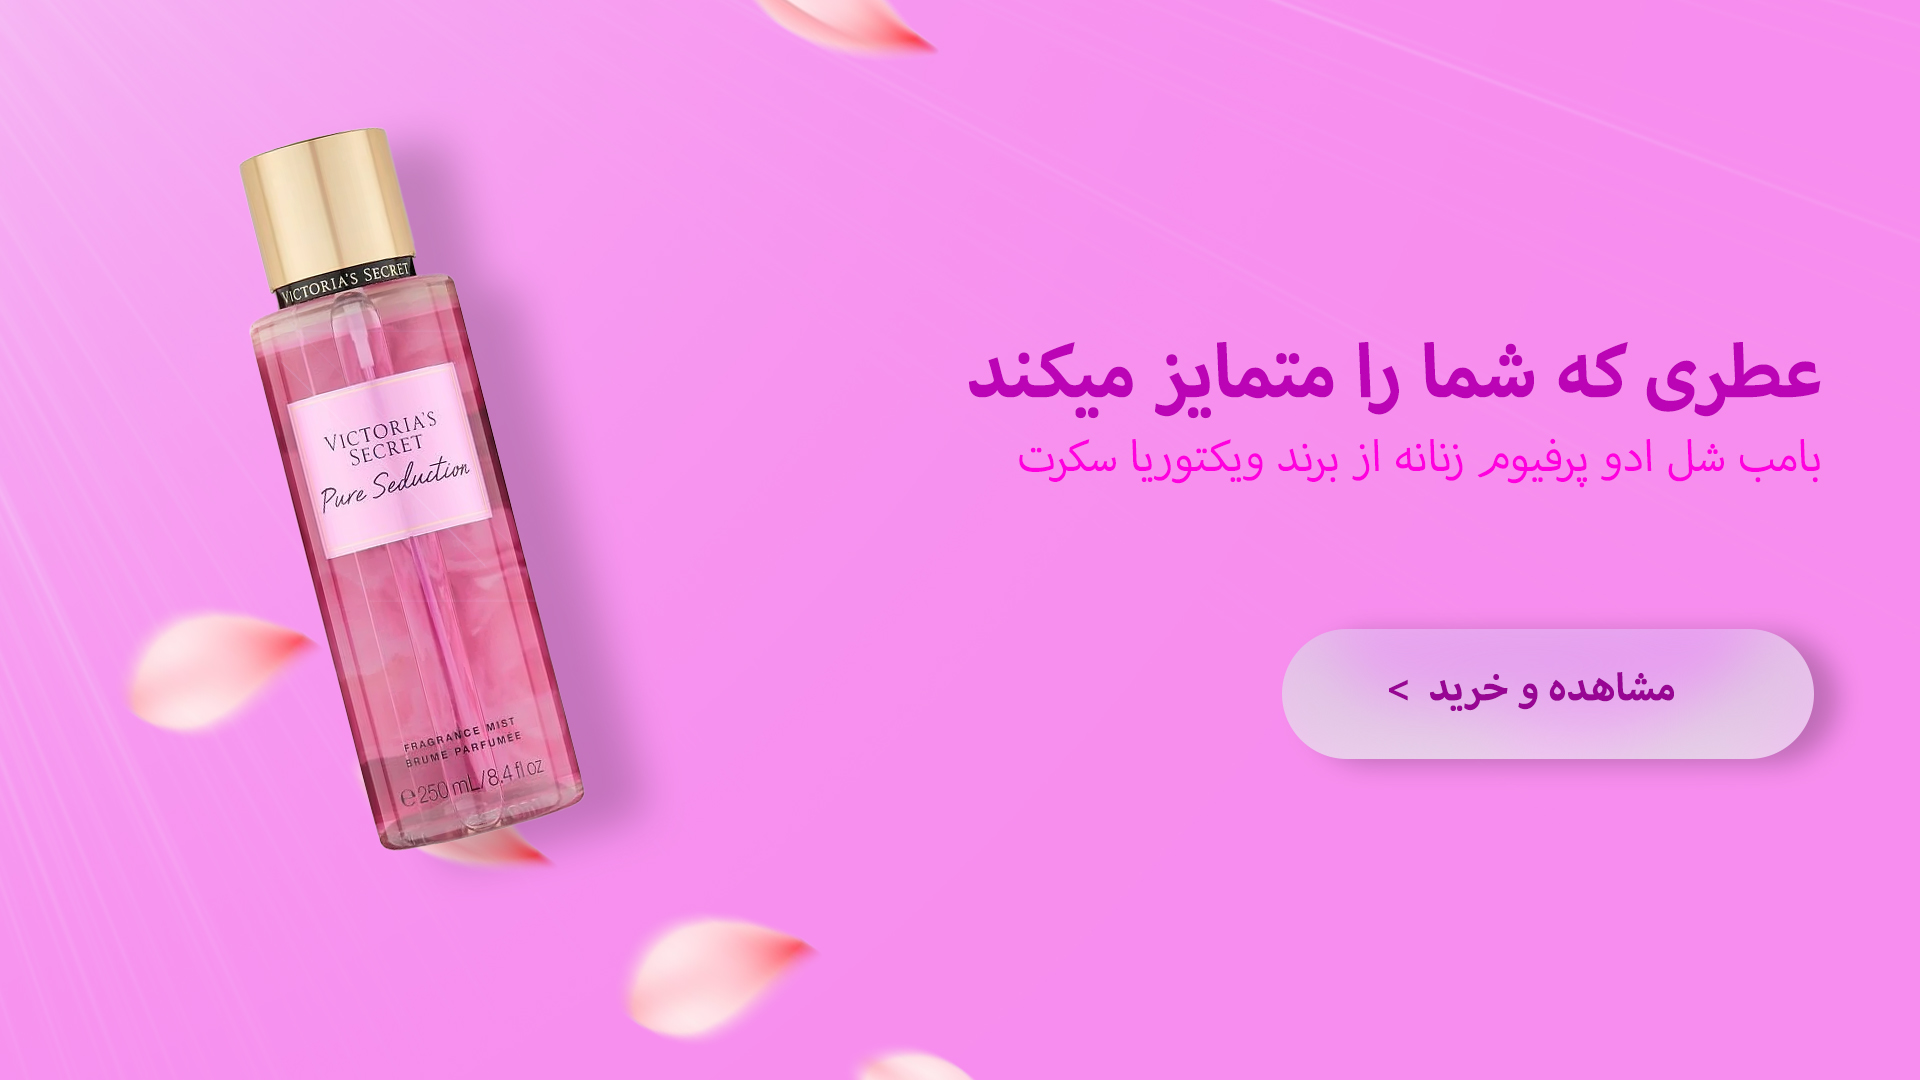 عطری که شما را متمایز میکند
بامب شل ادو پرفیوم زنانه از برند ویکتوریا سکرت
مشاهده و خرید >
VICTORIA'S SECRET
VICTORIA'S
SECRET
Pure Seduction
FRAGRANCE MIST
BRUME PARFUMÉE
℮ 250 mL/8.4 fl oz